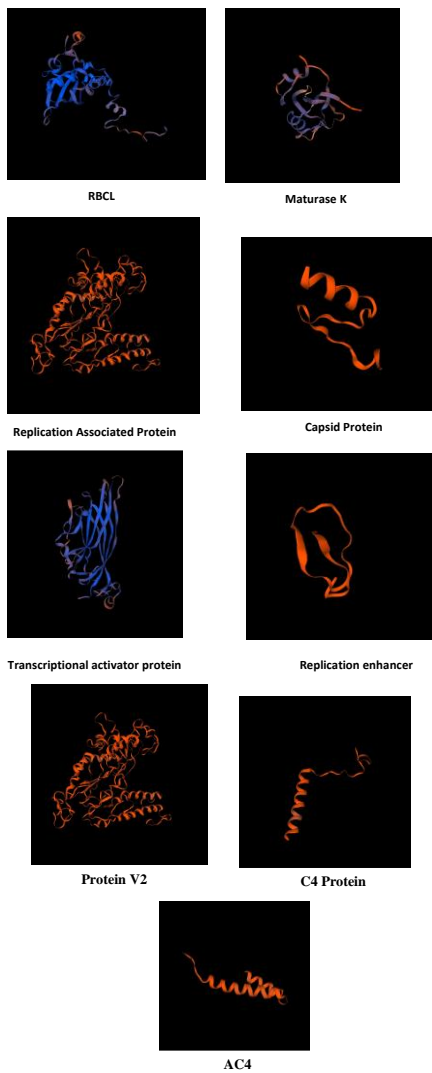 RBCL
Maturase K
Replication Associated Protein
Capsid Protein
Transcriptional activator protein
Replication enhancer
Protein V2
C4 Protein
AC4